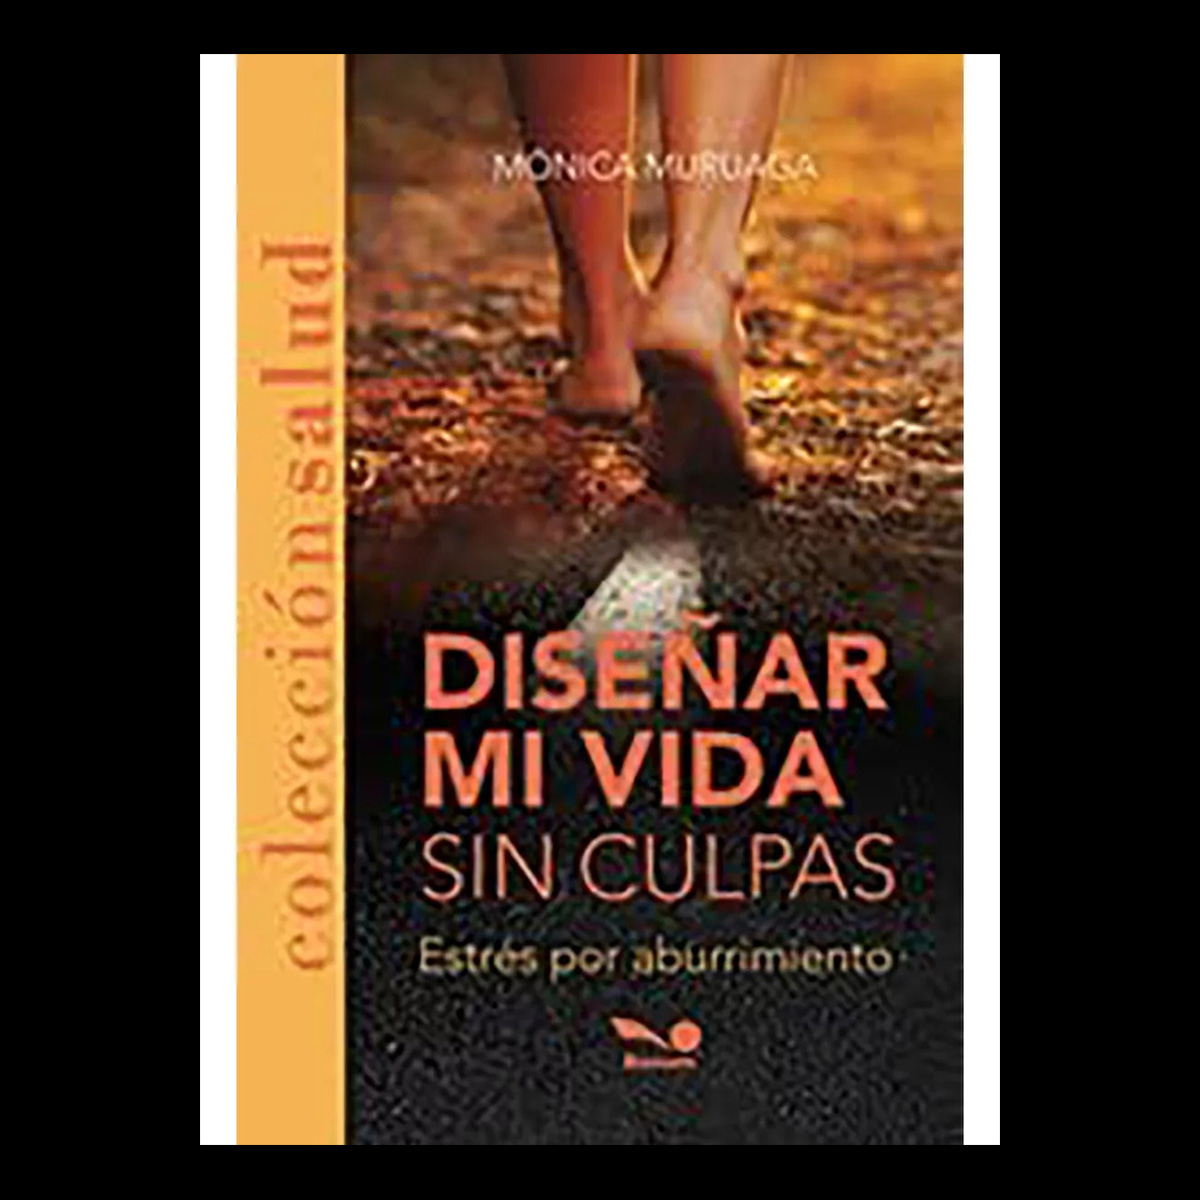 MÓNICA MURUAGA
colecciónsalud
DISEÑAR
MI VIDA
SIN CULPAS
Estrés por aburrimiento